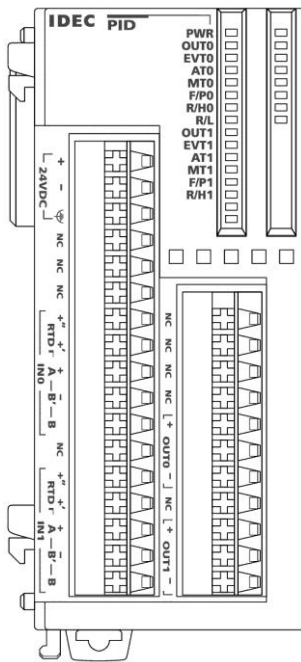 IDEC PID
PWR
OUT0
EVT0
AT0
MT0
F/P0
R/H0
R/L
OUT1
EVT1
AT1
MT1
F/P1
R/H1
+
−
24VDC
NC
NC
NC
+" +' + −
RTD r A — B' — B
IN0
NC
+" +' + −
RTD r A — B' — B
IN1
NC
NC
NC
NC
+ OUT0 −
NC
+ OUT1 −